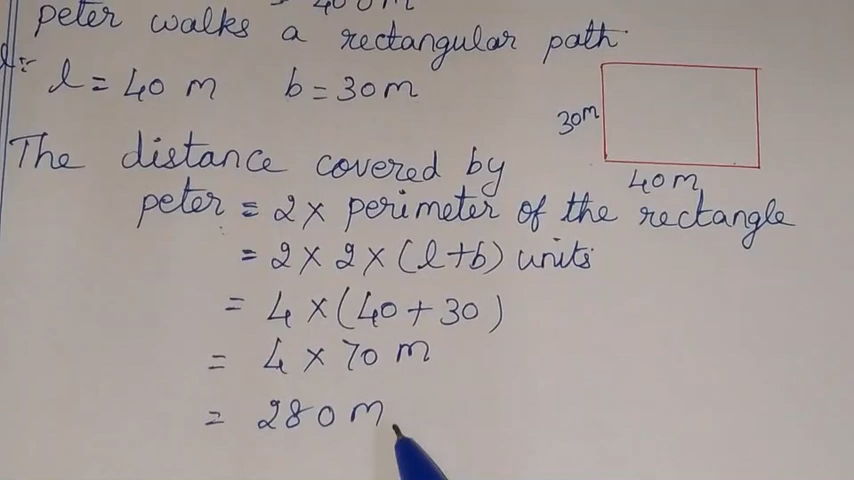 = 400m
peter walks a rectangular path
l = 40 m b = 30m
30m
40m
The distance covered by
peter = 2 × perimeter of the rectangle
= 2 × 2 × (l+b) units
= 4 × (40 + 30)
= 4 × 70 m
= 280 m